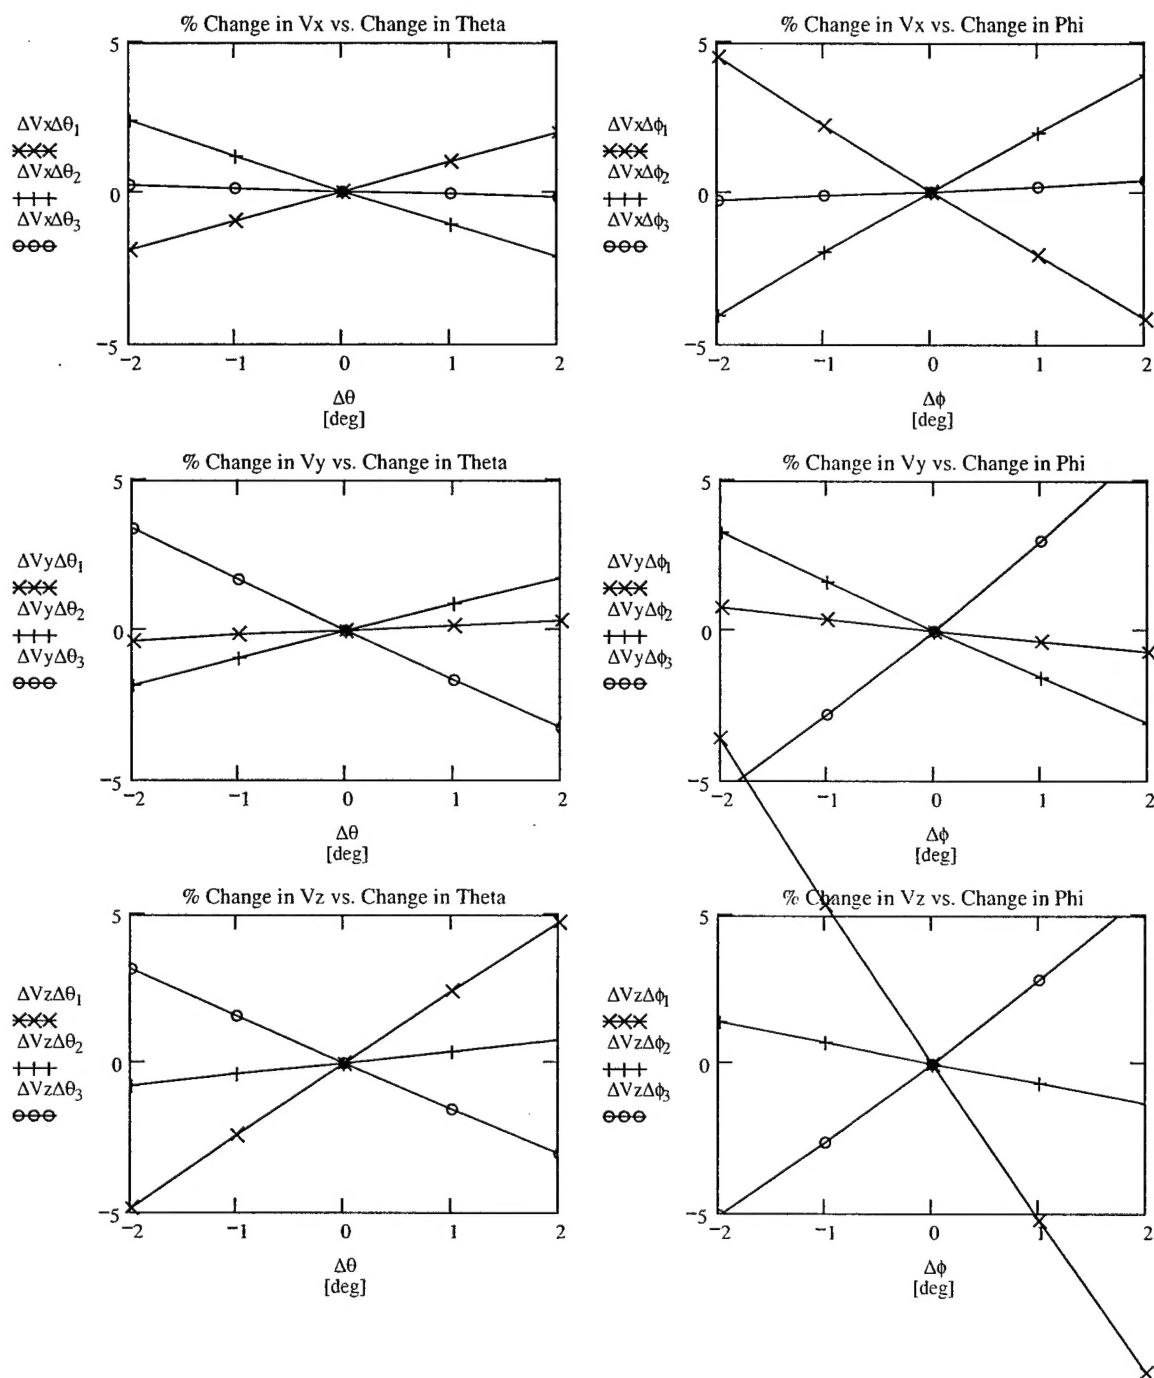 % Change in Vx vs. Change in Theta
5
0
−5
−2 −1 0 1 2
ΔVxΔθ1
ΔVxΔθ2
ΔVxΔθ3
Δθ
[deg]
% Change in Vx vs. Change in Phi
5
0
−5
−2 −1 0 1 2
ΔVxΔϕ1
ΔVxΔϕ2
ΔVxΔϕ3
Δϕ
[deg]
% Change in Vy vs. Change in Theta
5
0
−5
−2 −1 0 1 2
ΔVyΔθ1
ΔVyΔθ2
ΔVyΔθ3
Δθ
[deg]
% Change in Vy vs. Change in Phi
5
0
−5
−2 −1 0 1 2
ΔVyΔϕ1
ΔVyΔϕ2
ΔVyΔϕ3
Δϕ
[deg]
% Change in Vz vs. Change in Theta
5
0
−5
−2 −1 0 1 2
ΔVzΔθ1
ΔVzΔθ2
ΔVzΔθ3
Δθ
[deg]
% Change in Vz vs. Change in Phi
5
0
−5
−2 −1 0 1 2
ΔVzΔϕ1
ΔVzΔϕ2
ΔVzΔϕ3
Δϕ
[deg]